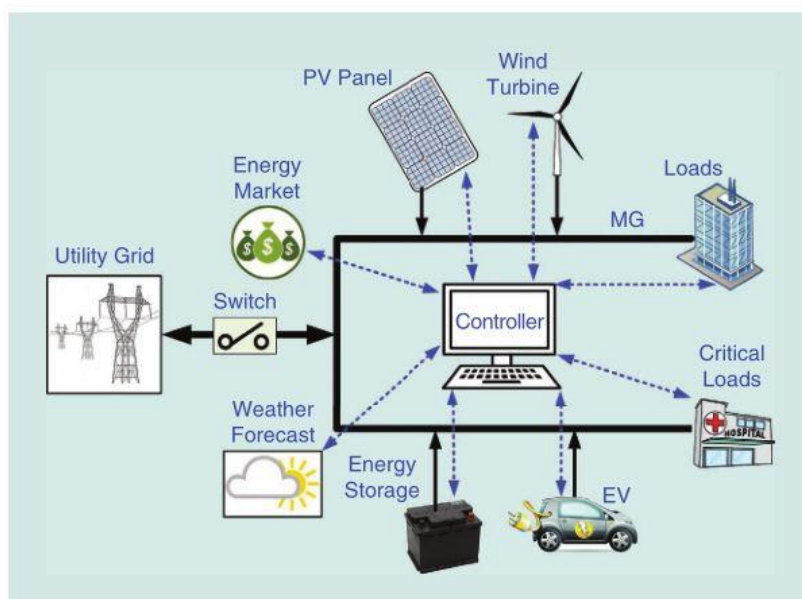 PV Panel
Wind
Turbine
Energy
Market
Loads
MG
Utility Grid
Switch
Controller
Critical
Loads
HOSPITAL
Weather
Forecast
Energy
Storage
EV
$ $ $